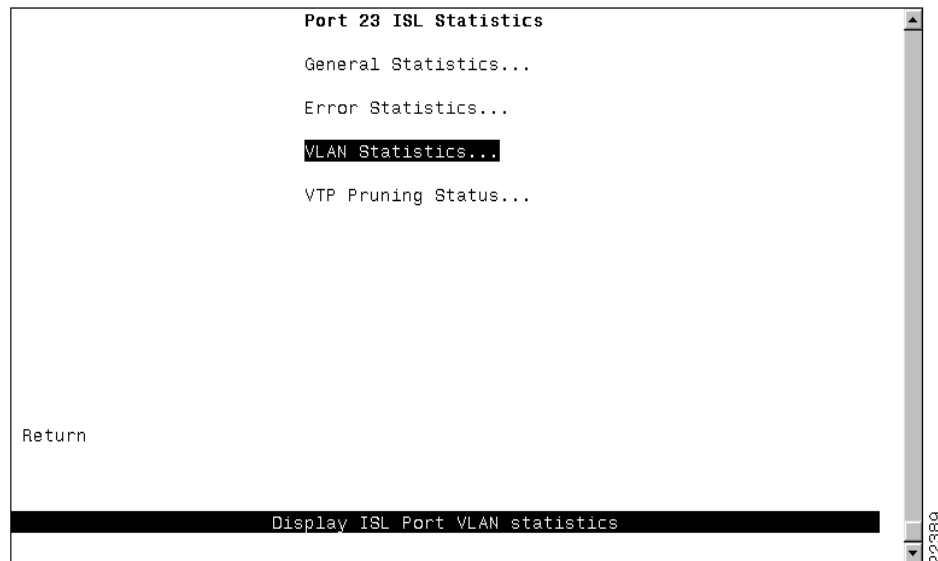 Port 23 ISL Statistics
General Statistics...
Error Statistics...
VLAN Statistics...
VTP Pruning Status...
Return
Display ISL Port VLAN statistics
22389